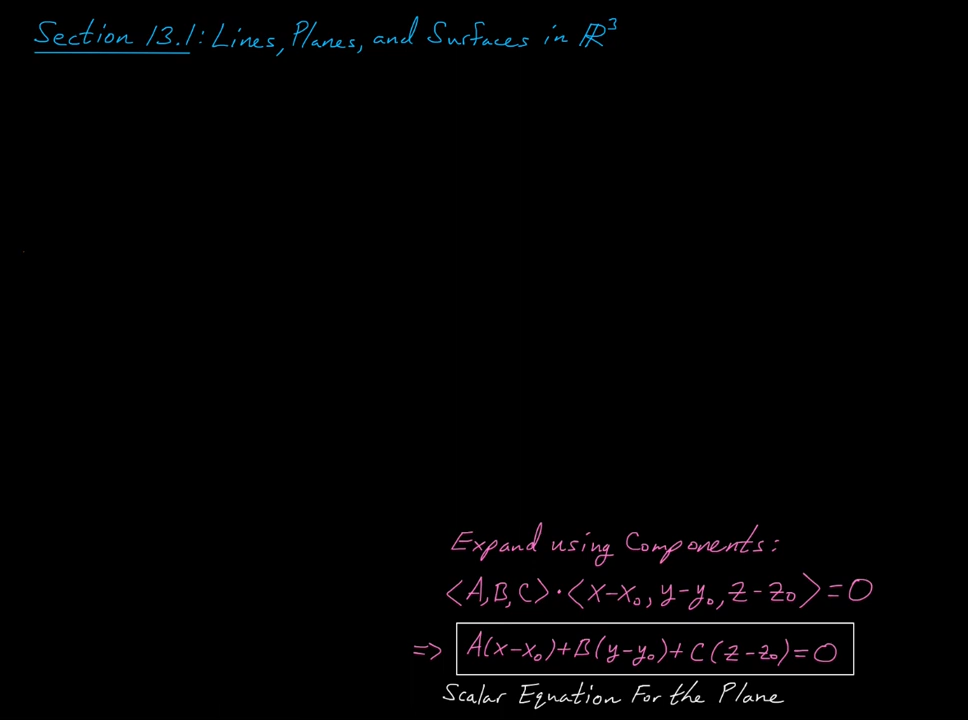 Section 13.1: Lines, Planes, and Surfaces in ℝ³
Expand using Components:
<A,B,C>·<x-x₀, y-y₀, z-z₀>=0
=> A(x-x₀)+B(y-y₀)+C(z-z₀)=0
Scalar Equation For the Plane